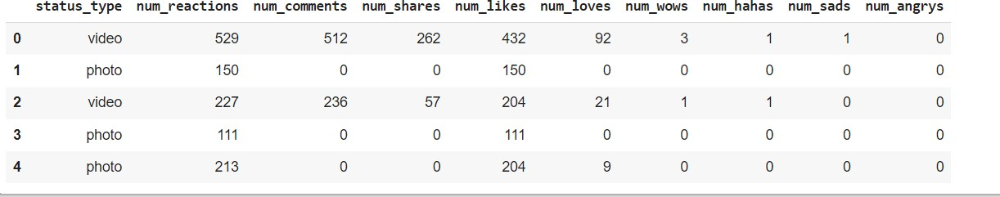 status_type num_reactions num_comments num_shares num_likes num_loves num_wows num_hahas num_sads num_angrys
0 video 529 512 262 432 92 3 1 1 0
1 photo 150 0 0 150 0 0 0 0 0
2 video 227 236 57 204 21 1 1 0 0
3 photo 111 0 0 111 0 0 0 0 0
4 photo 213 0 0 204 9 0 0 0 0